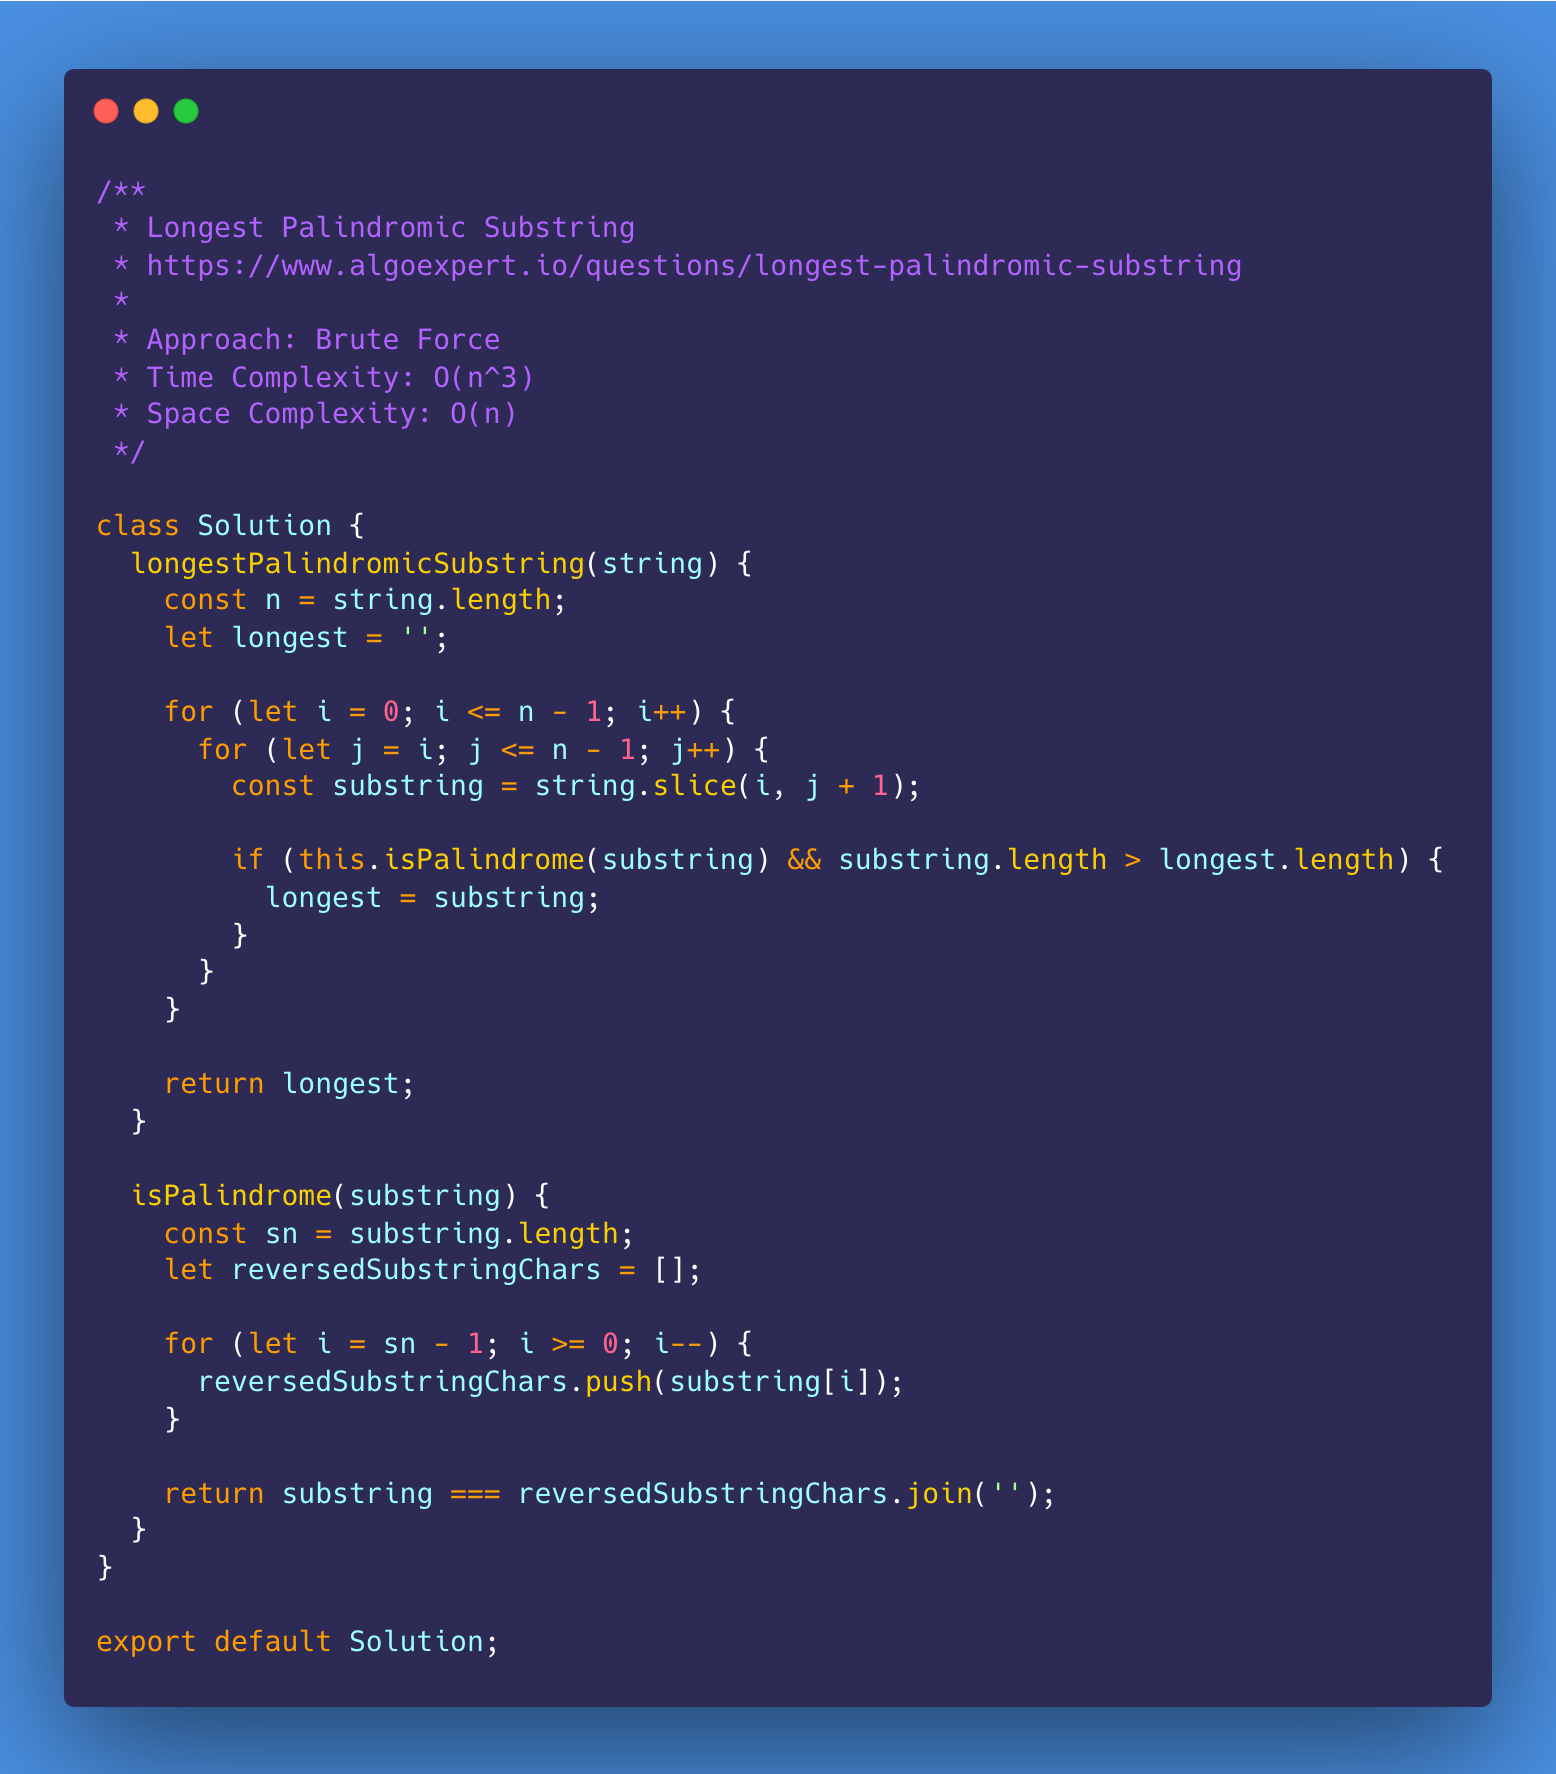 /**
 * Longest Palindromic Substring
 * https://www.algoexpert.io/questions/longest-palindromic-substring
 *
 * Approach: Brute Force
 * Time Complexity: O(n^3)
 * Space Complexity: O(n)
 */

class Solution {
  longestPalindromicSubstring(string) {
    const n = string.length;
    let longest = '';

    for (let i = 0; i <= n - 1; i++) {
      for (let j = i; j <= n - 1; j++) {
        const substring = string.slice(i, j + 1);

        if (this.isPalindrome(substring) && substring.length > longest.length) {
          longest = substring;
        }
      }
    }

    return longest;
  }

  isPalindrome(substring) {
    const sn = substring.length;
    let reversedSubstringChars = [];

    for (let i = sn - 1; i >= 0; i--) {
      reversedSubstringChars.push(substring[i]);
    }

    return substring === reversedSubstringChars.join('');
  }
}

export default Solution;